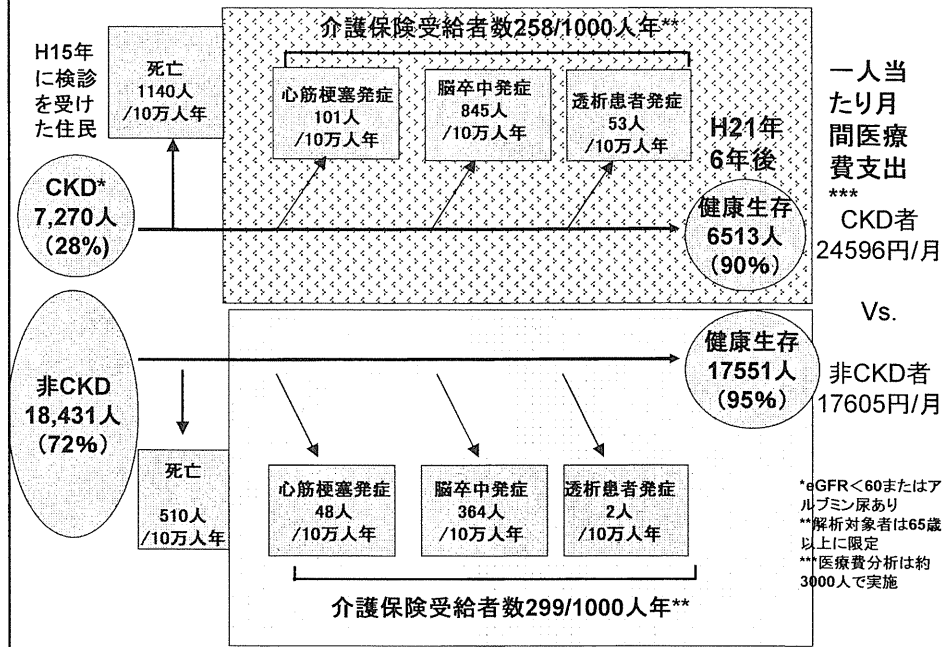 介護保険受給者数258/1000人年**
H15年
に検診
を受け
た住民
死亡
1140人
/10万人年
心筋梗塞発症
101人
/10万人年
脳卒中発症
845人
/10万人年
透析患者発症
53人
/10万人年
H21年
6年後
CKD*
7,270人
(28%)
健康生存
6513人
(90%)
一人当
たり月
間医療
費支出
***
CKD者
24596円/月
Vs.
非CKD者
17605円/月
非CKD
18,431人
(72%)
健康生存
17551人
(95%)
死亡
510人
/10万人年
心筋梗塞発症
48人
/10万人年
脳卒中発症
364人
/10万人年
透析患者発症
2人
/10万人年
介護保険受給者数299/1000人年**
*eGFR<60またはア
ルブミン尿あり
**解析対象者は65歳
以上に限定
***医療費分析は約
3000人で実施